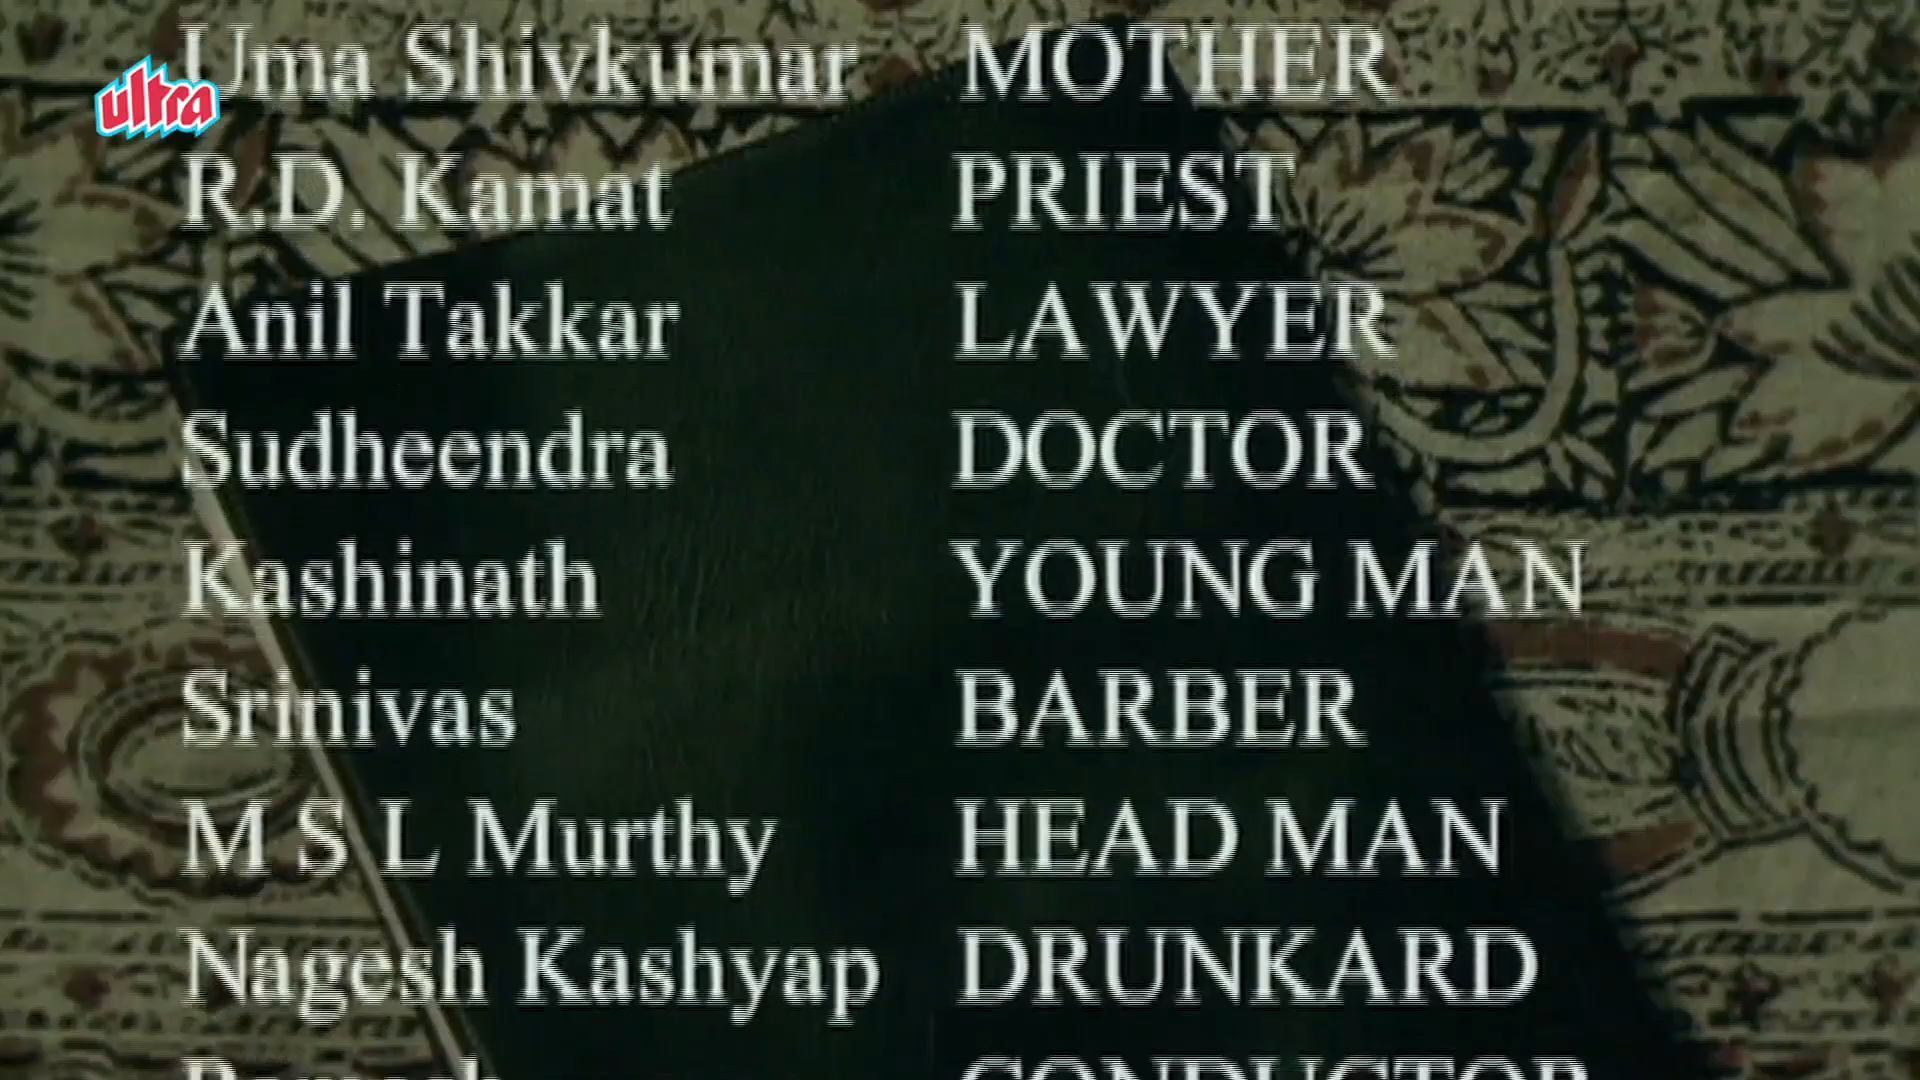 Uma Shivkumar MOTHER
ultra
R.D. Kamat PRIEST
Anil Takkar LAWYER
Sudheendra DOCTOR
Kashinath YOUNG MAN
Srinivas BARBER
M S L Murthy HEAD MAN
Nagesh Kashyap DRUNKARD
CONDUCTOR